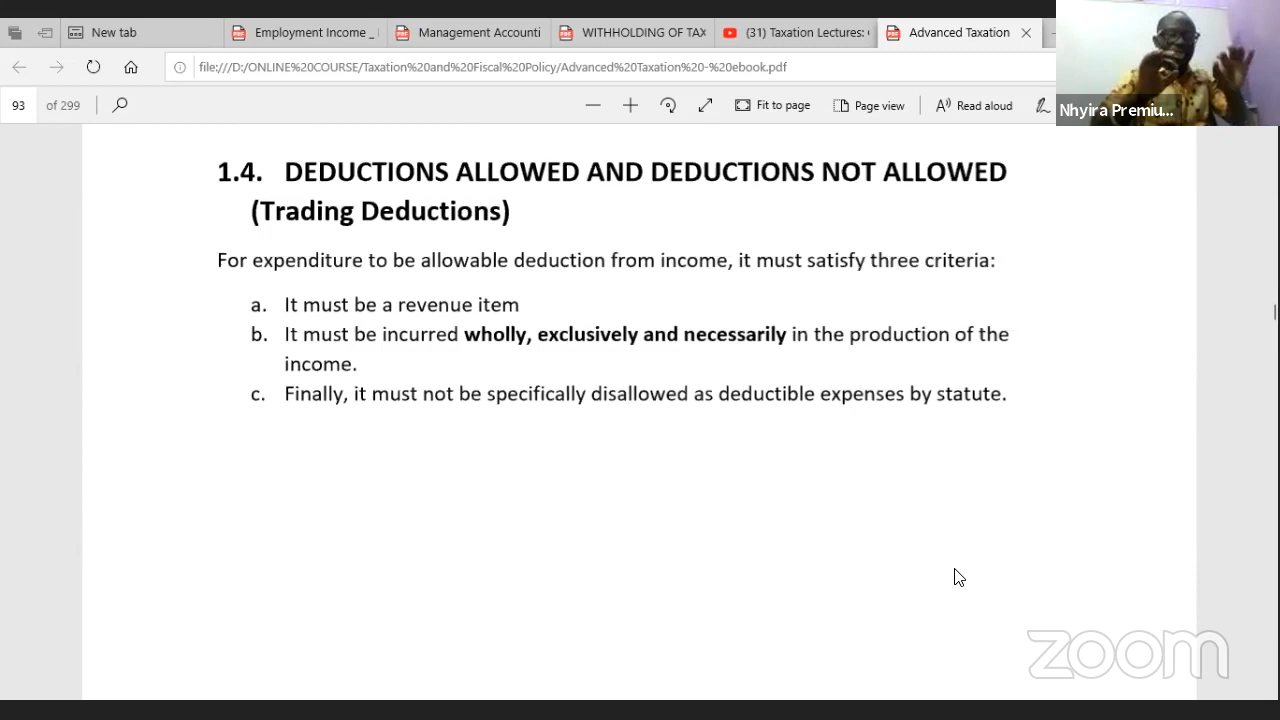 New tab
Employment Income _
Management Accounti
WITHHOLDING OF TAX
(31) Taxation Lectures:
Advanced Taxation
file:///D:/ONLINE%20COURSE/Taxation%20and%20Fiscal%20Policy/Advanced%20Taxation%20-%20ebook.pdf
93 of 299
Fit to page
Page view
Read aloud
Nhyira Premiu...
1.4. DEDUCTIONS ALLOWED AND DEDUCTIONS NOT ALLOWED
(Trading Deductions)
For expenditure to be allowable deduction from income, it must satisfy three criteria:
a. It must be a revenue item
b. It must be incurred wholly, exclusively and necessarily in the production of the
income.
c. Finally, it must not be specifically disallowed as deductible expenses by statute.
zoom